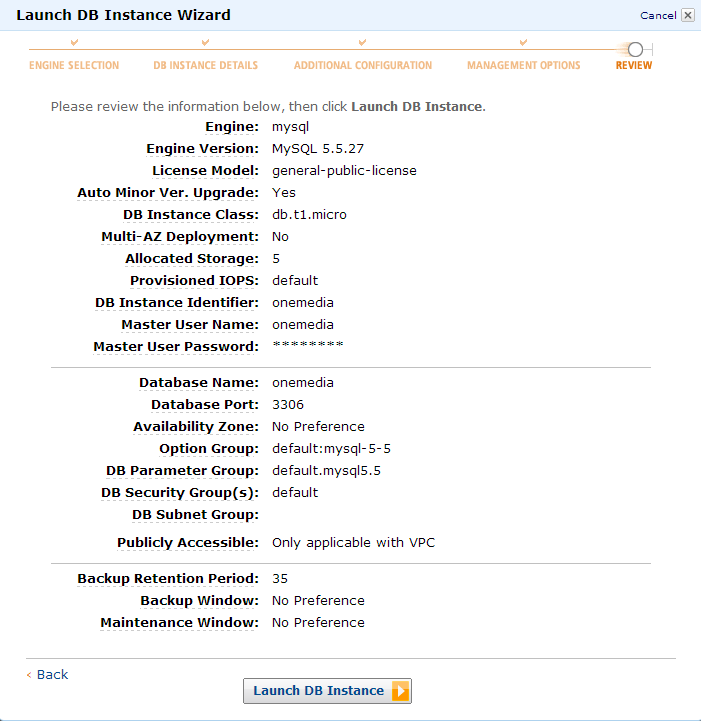 Launch DB Instance Wizard
Cancel
ENGINE SELECTION DB INSTANCE DETAILS ADDITIONAL CONFIGURATION MANAGEMENT OPTIONS REVIEW
Please review the information below, then click Launch DB Instance.
Engine: mysql
Engine Version: MySQL 5.5.27
License Model: general-public-license
Auto Minor Ver. Upgrade: Yes
DB Instance Class: db.t1.micro
Multi-AZ Deployment: No
Allocated Storage: 5
Provisioned IOPS: default
DB Instance Identifier: onemedia
Master User Name: onemedia
Master User Password: ********
Database Name: onemedia
Database Port: 3306
Availability Zone: No Preference
Option Group: default:mysql-5-5
DB Parameter Group: default.mysql5.5
DB Security Group(s): default
DB Subnet Group:
Publicly Accessible: Only applicable with VPC
Backup Retention Period: 35
Backup Window: No Preference
Maintenance Window: No Preference
< Back
Launch DB Instance